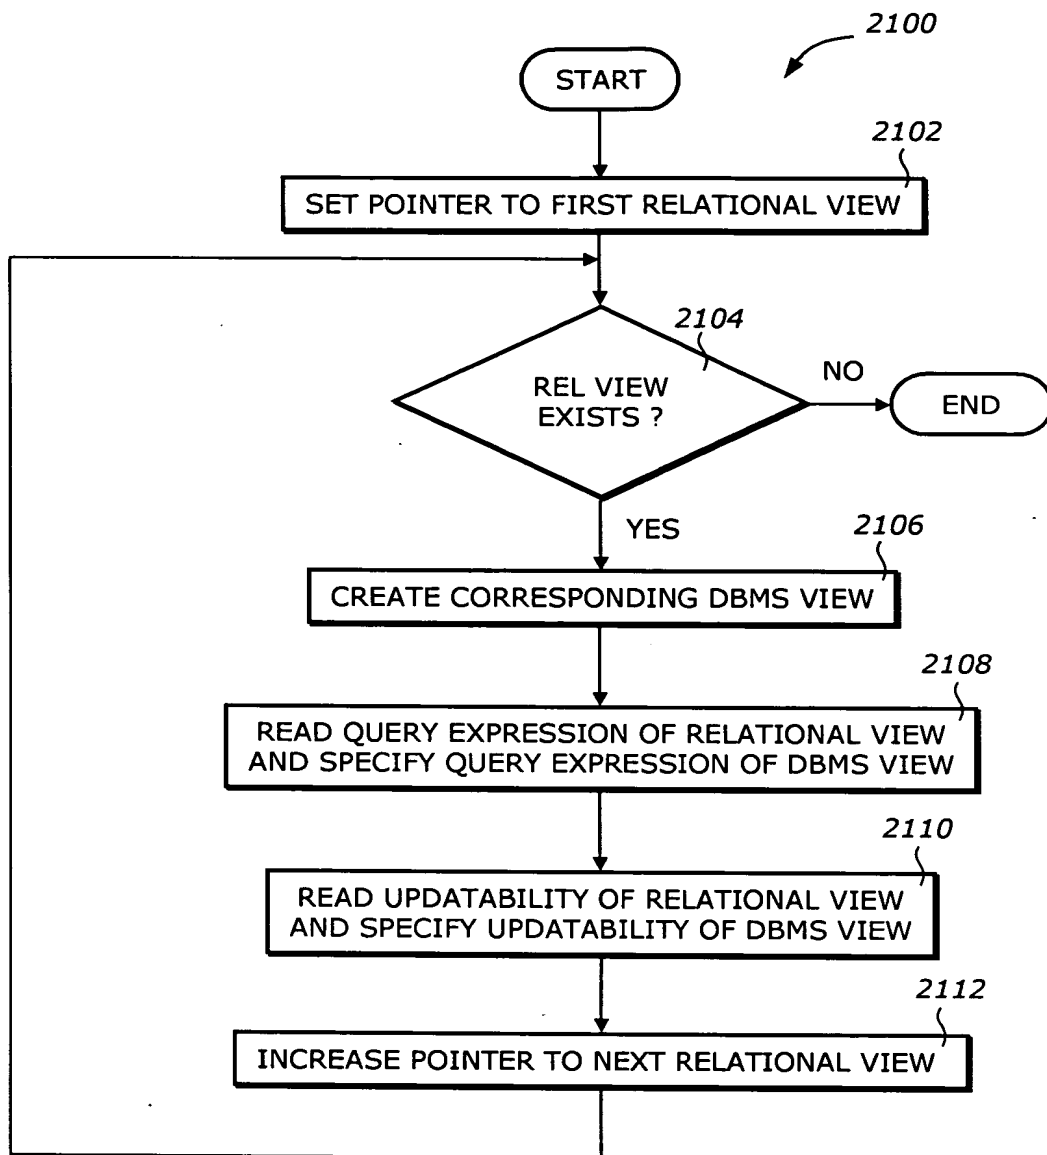 2100
START
2102
SET POINTER TO FIRST RELATIONAL VIEW
2104
REL VIEW
EXISTS ?
NO
END
YES
2106
CREATE CORRESPONDING DBMS VIEW
2108
READ QUERY EXPRESSION OF RELATIONAL VIEW
AND SPECIFY QUERY EXPRESSION OF DBMS VIEW
2110
READ UPDATABILITY OF RELATIONAL VIEW
AND SPECIFY UPDATABILITY OF DBMS VIEW
2112
INCREASE POINTER TO NEXT RELATIONAL VIEW